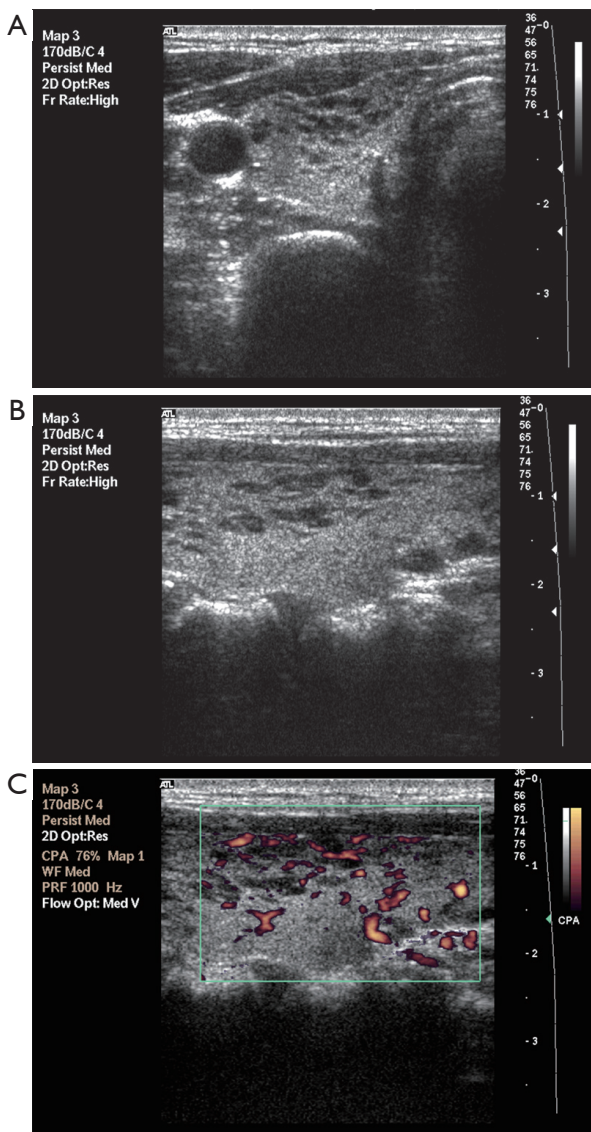 A
ATL
Map 3
170dB/C 4
Persist Med
2D Opt:Res
Fr Rate:High
36
47
56
65
71.
74
75
76
-0
-1
-2
-3
B
ATL
Map 3
170dB/C 4
Persist Med
2D Opt:Res
Fr Rate:High
36
47
56
65
71.
74
75
76
-0
-1
-2
-3
C
ATL
Map 3
170dB/C 4
Persist Med
2D Opt:Res
CPA 76% Map 1
WF Med
PRF 1000 Hz
Flow Opt: Med V
36
47
56
65
71.
74
75
76
-0
-1
CPA
-2
-3